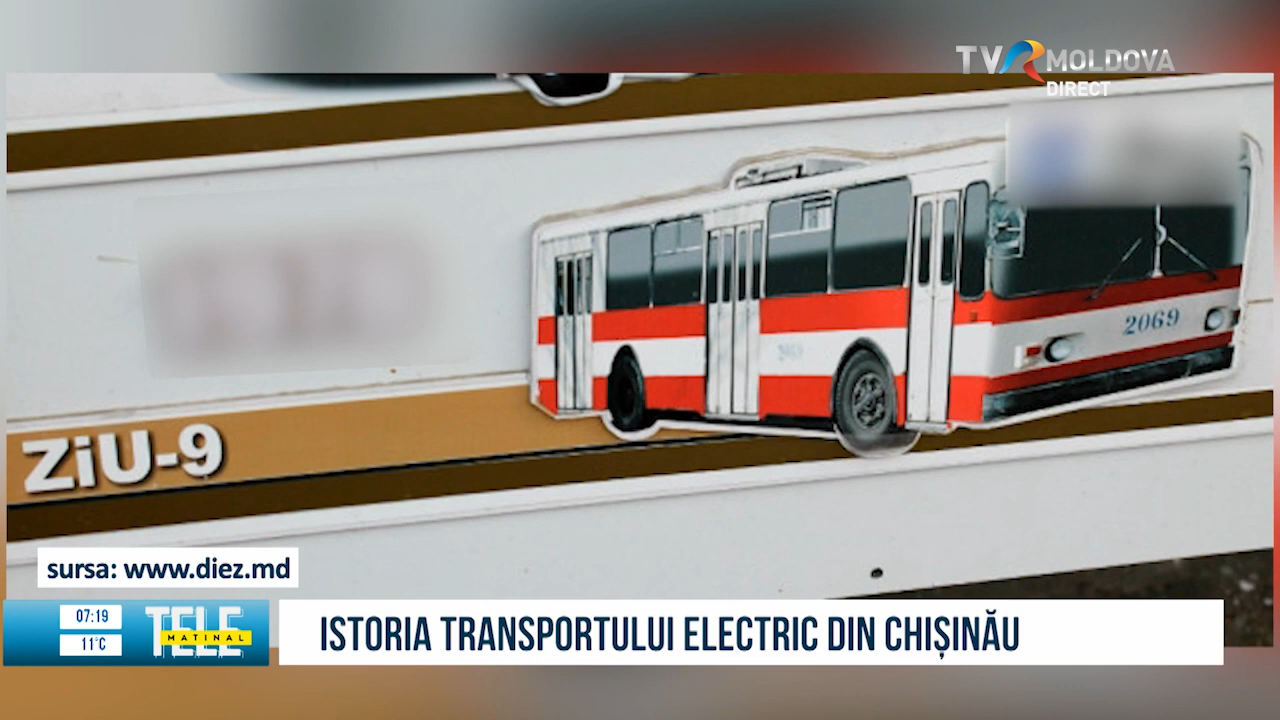 TVR MOLDOVA
DIRECT
2069
ZiU-9
sursa: www.diez.md
07:19
11°C
TELE
MATINAL
ISTORIA TRANSPORTULUI ELECTRIC DIN CHIȘINĂU